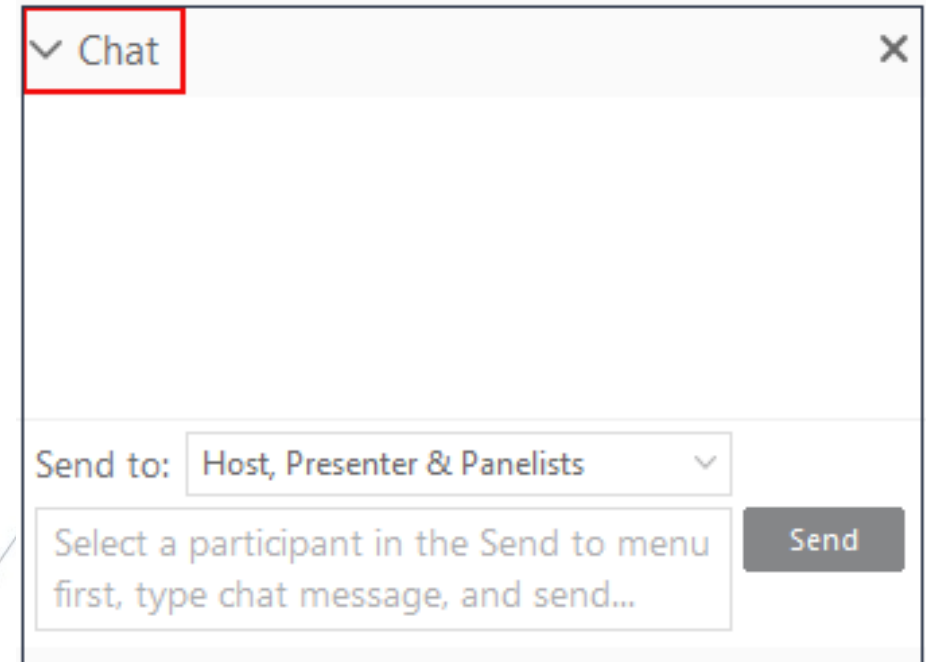 Chat
Send to: Host, Presenter & Panelists
Select a participant in the Send to menu
first, type chat message, and send...
Send